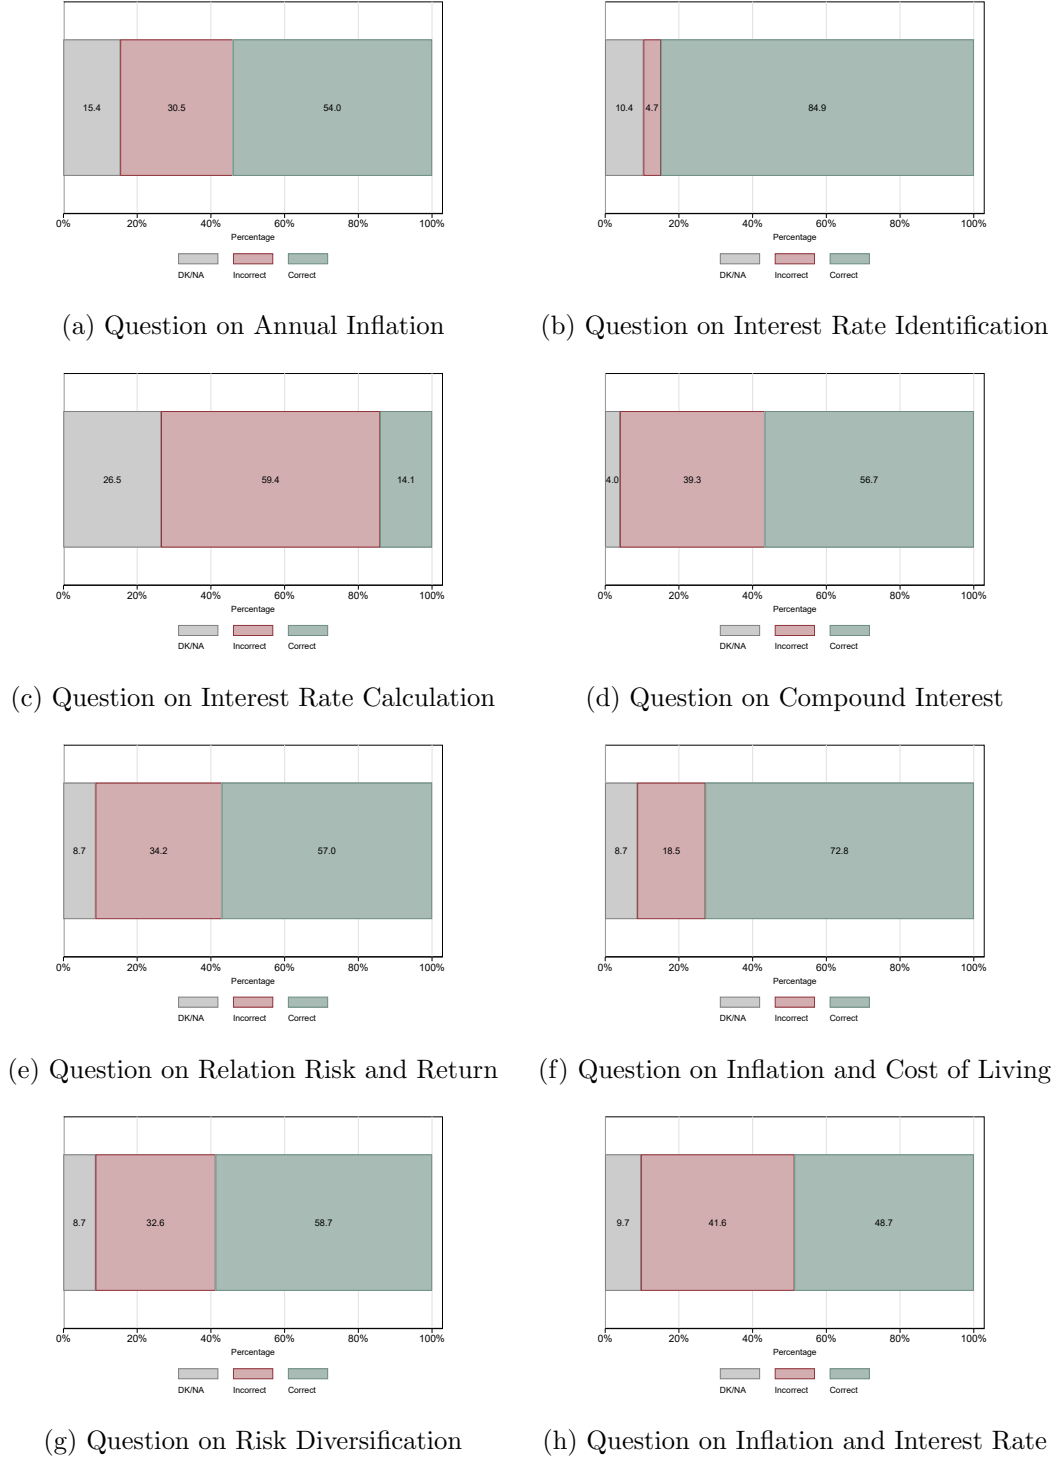 15.4 30.5 54.0
0% 20% 40% 60% 80% 100%
Percentage
DK/NA Incorrect Correct
(a) Question on Annual Inflation
10.4 4.7 84.9
0% 20% 40% 60% 80% 100%
Percentage
DK/NA Incorrect Correct
(b) Question on Interest Rate Identification
26.5 59.4 14.1
0% 20% 40% 60% 80% 100%
Percentage
DK/NA Incorrect Correct
(c) Question on Interest Rate Calculation
4.0 39.3 56.7
0% 20% 40% 60% 80% 100%
Percentage
DK/NA Incorrect Correct
(d) Question on Compound Interest
8.7 34.2 57.0
0% 20% 40% 60% 80% 100%
Percentage
DK/NA Incorrect Correct
(e) Question on Relation Risk and Return
8.7 18.5 72.8
0% 20% 40% 60% 80% 100%
Percentage
DK/NA Incorrect Correct
(f) Question on Inflation and Cost of Living
8.7 32.6 58.7
0% 20% 40% 60% 80% 100%
Percentage
DK/NA Incorrect Correct
(g) Question on Risk Diversification
9.7 41.6 48.7
0% 20% 40% 60% 80% 100%
Percentage
DK/NA Incorrect Correct
(h) Question on Inflation and Interest Rate